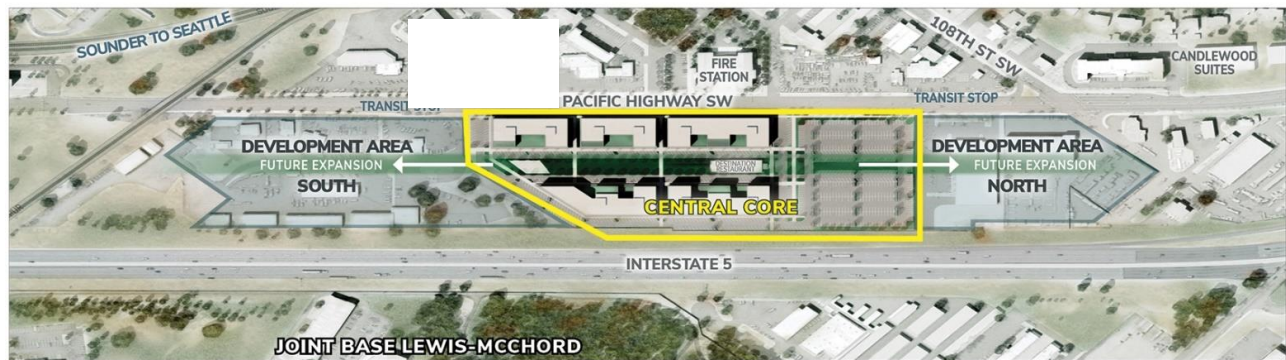 SOUNDER TO SEATTLE
108TH ST SW
FIRE
STATION
CANDLEWOOD
SUITES
TRANSIT STOP
PACIFIC HIGHWAY SW
TRANSIT STOP
DEVELOPMENT AREA
FUTURE EXPANSION
SOUTH
DESTINATION
RESTAURANT
DEVELOPMENT AREA
FUTURE EXPANSION
NORTH
CENTRAL CORE
INTERSTATE 5
JOINT BASE LEWIS-MCCHORD